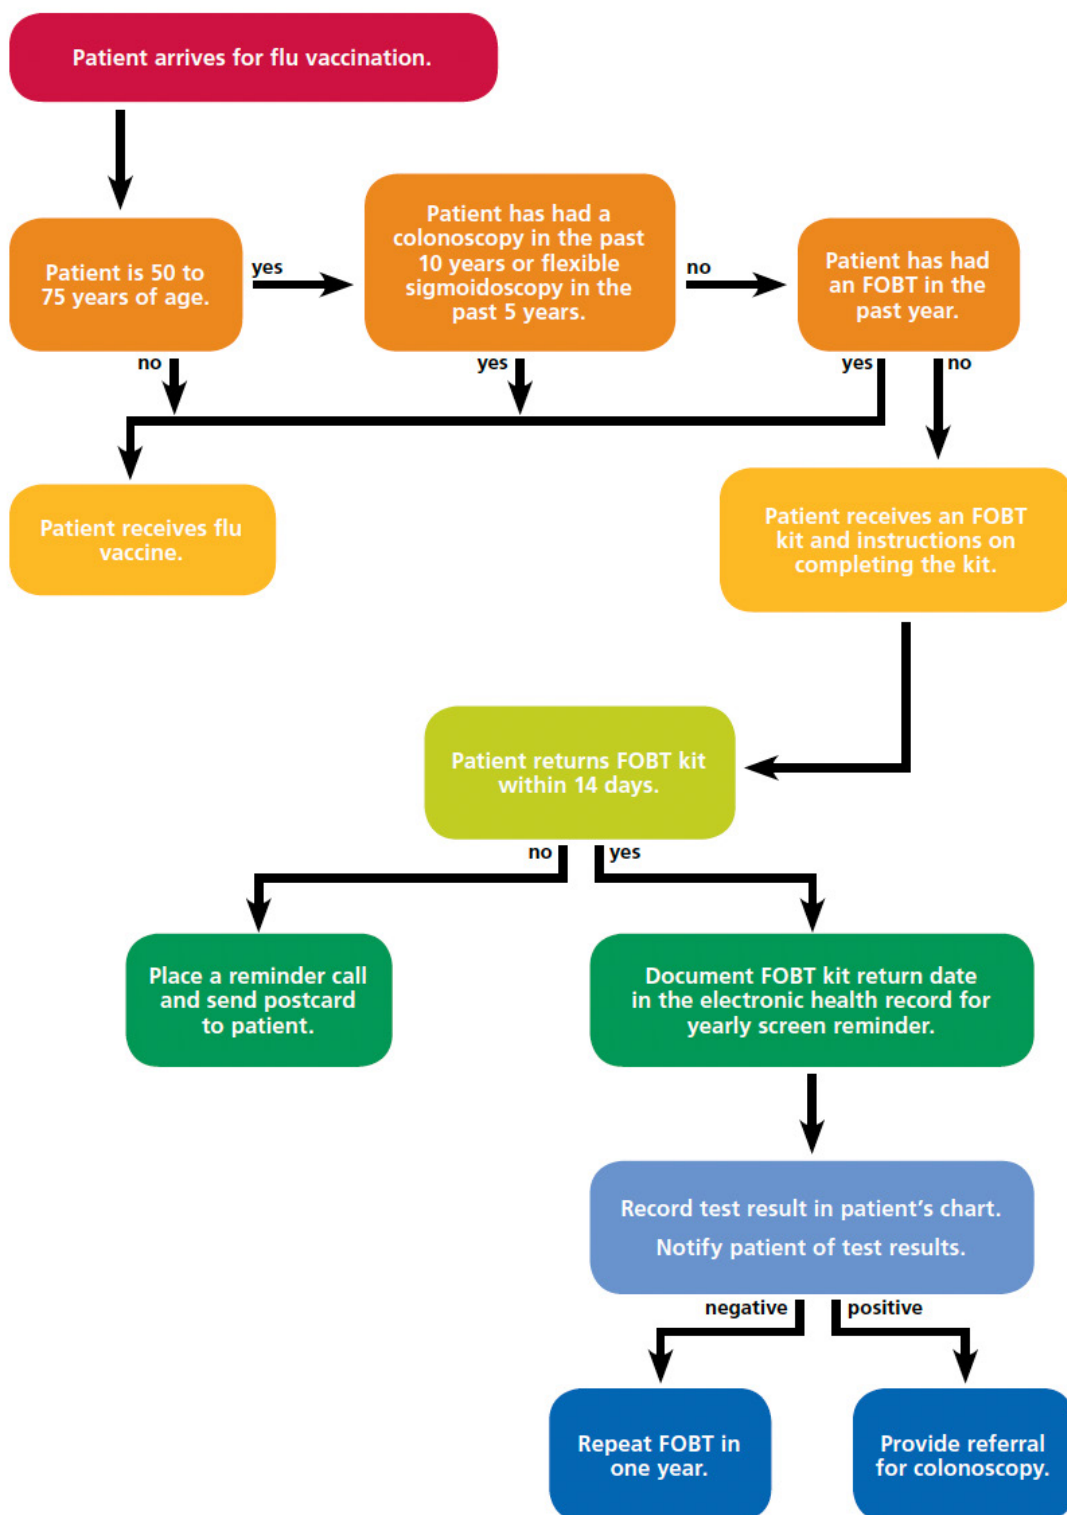 Patient arrives for flu vaccination.
Patient is 50 to
75 years of age.
yes
Patient has had a
colonoscopy in the past
10 years or flexible
sigmoidoscopy in the
past 5 years.
no
Patient has had
an FOBT in the
past year.
no
yes
yes
no
Patient receives flu
vaccine.
Patient receives an FOBT
kit and instructions on
completing the kit.
Patient returns FOBT kit
within 14 days.
no
yes
Place a reminder call
and send postcard
to patient.
Document FOBT kit return date
in the electronic health record for
yearly screen reminder.
Record test result in patient’s chart.
Notify patient of test results.
negative
positive
Repeat FOBT in
one year.
Provide referral
for colonoscopy.